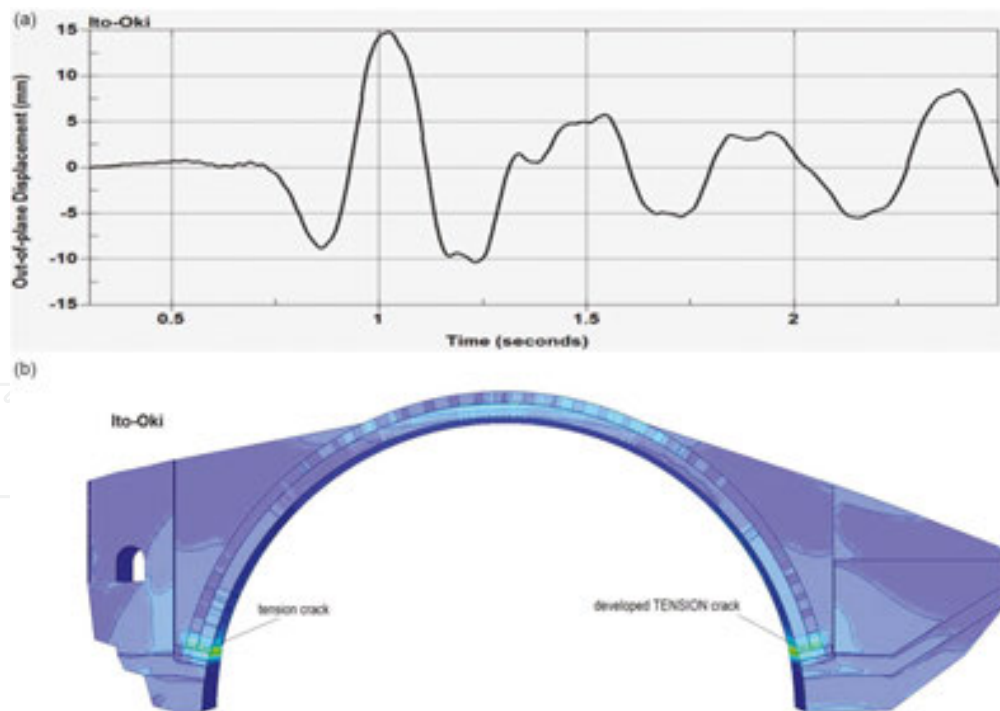 (a)
Ito-Oki
Out-of-plane Displacement (mm)
15
10
5
0
-5
-10
-15
0.5
1
1.5
2
Time (seconds)
(b)
Ito-Oki
tension crack
developed TENSION crack